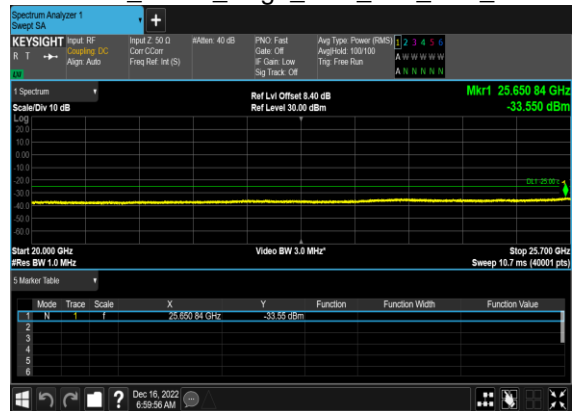 Spectrum Analyzer 1
Swept SA
+
KEYSIGHT Input: RF Input Z: 50 Ω #Atten: 40 dB PNO: Fast Avg Type: Power (RMS) 1 2 3 4 5 6
R T Coupling: DC Corr CCorr Gate: Off Avg|Hold: 100/100 A W W W W W
Align: Auto Freq Ref: Int (S) IF Gain: Low Trig: Free Run
LW Sig Track: Off A N N N N N
1 Spectrum Ref Lvl Offset 8.40 dB Mkr1 25.650 84 GHz
Scale/Div 10 dB Ref Level 30.00 dBm -33.550 dBm
Log
20.0
10.0
0.00
-10.0
-20.0
DL1 -25.00
-30.0
-40.0
-50.0
-60.0
Start 20.000 GHz Video BW 3.0 MHz* Stop 25.700 GHz
#Res BW 1.0 MHz Sweep 10.7 ms (40001 pts)
5 Marker Table
Mode Trace Scale X Y Function Function Width Function Value
1 N 1 f 25.650 84 GHz -33.55 dBm
2
3
4
5
6
? Dec 16, 2022
6:59:56 AM